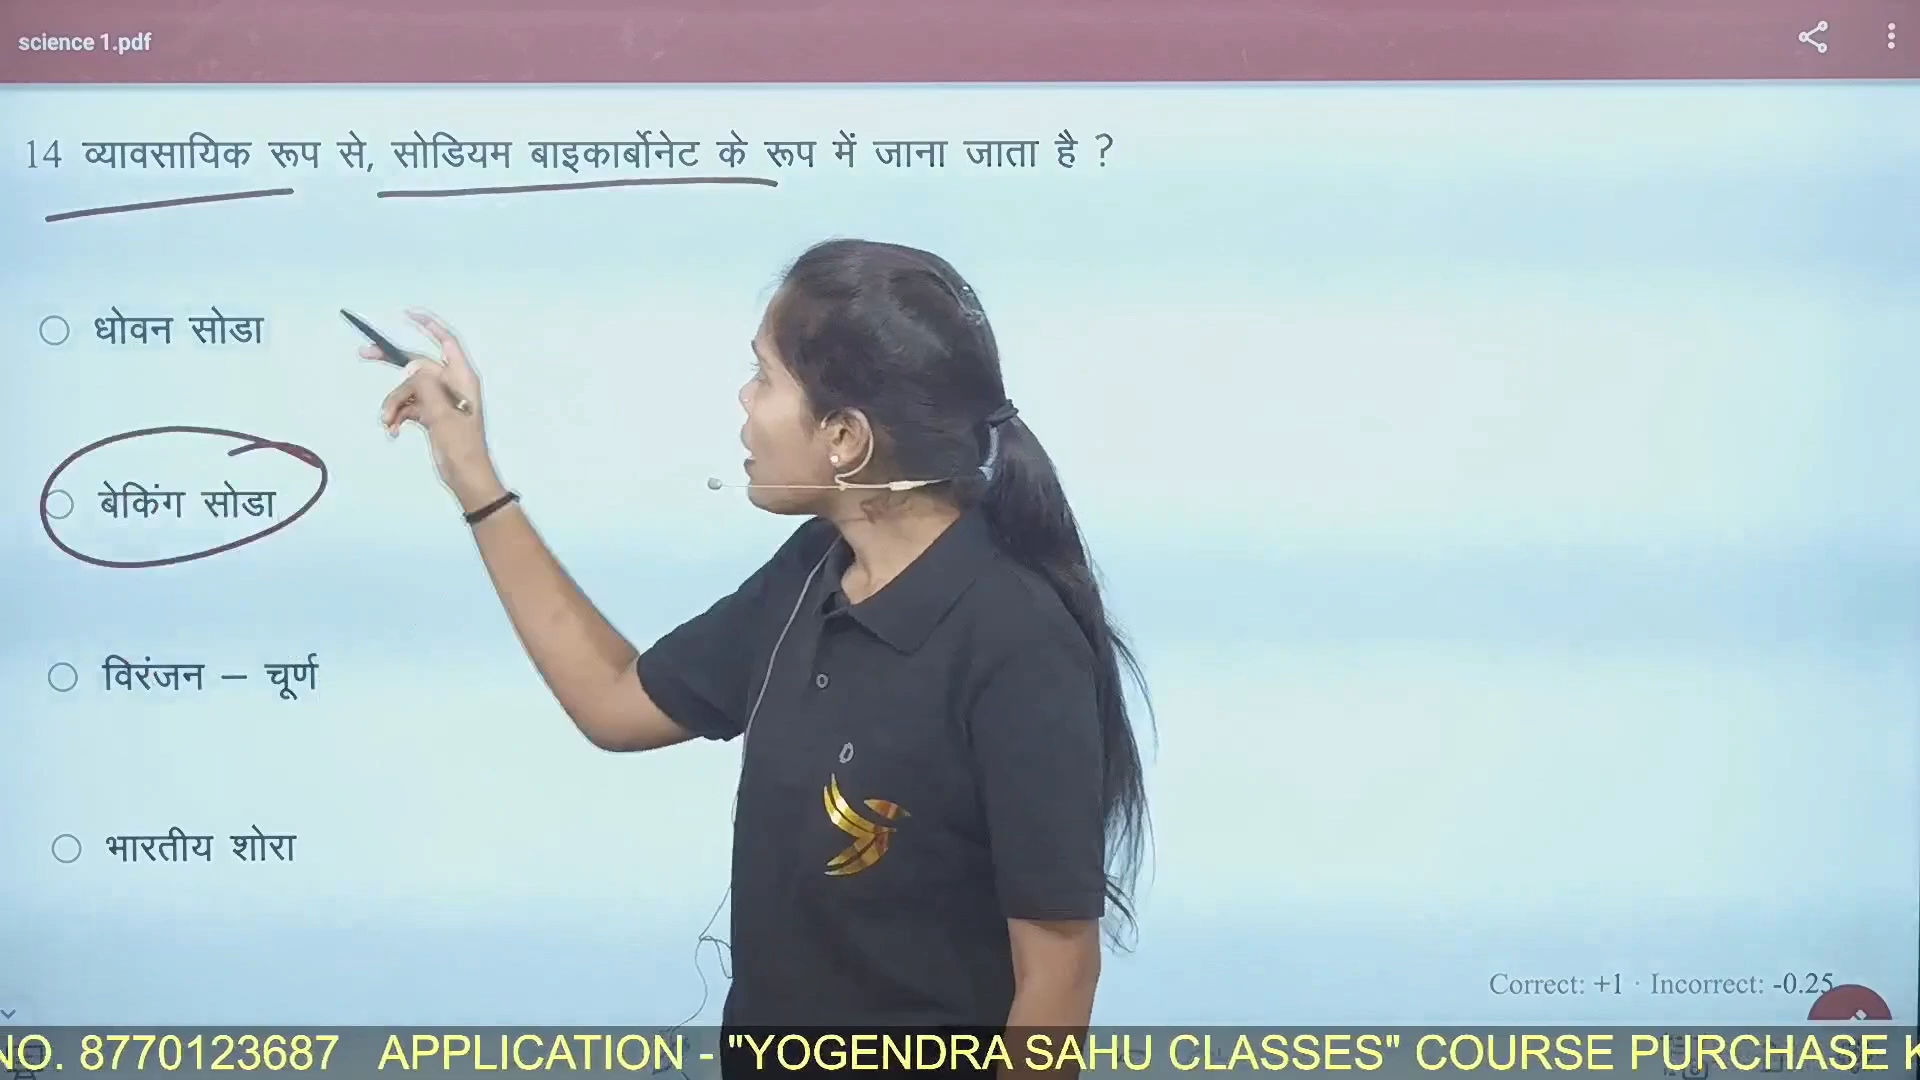 science 1.pdf
14 व्यावसायिक रूप से, सोडियम बाइकार्बोनेट के रूप में जाना जाता है ?
धोवन सोडा
बेकिंग सोडा
विरंजन – चूर्ण
भारतीय शोरा
Correct: +1 · Incorrect: -0.25
NO. 8770123687 APPLICATION - "YOGENDRA SAHU CLASSES" COURSE PURCHASE K